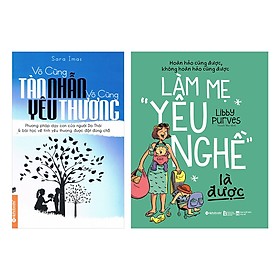 Sara Imas
Vô Cùng
TÀN NHẪN
Vô Cùng
YÊU THƯƠNG
Phương pháp dạy con của người Do Thái
& bài học về tình yêu thương được đặt đúng chỗ
Hoàn hảo cũng được,
không hoàn hảo cũng được
LÀM MẸ
Libby
Purves
"YÊU
NGHỀ"
là
được